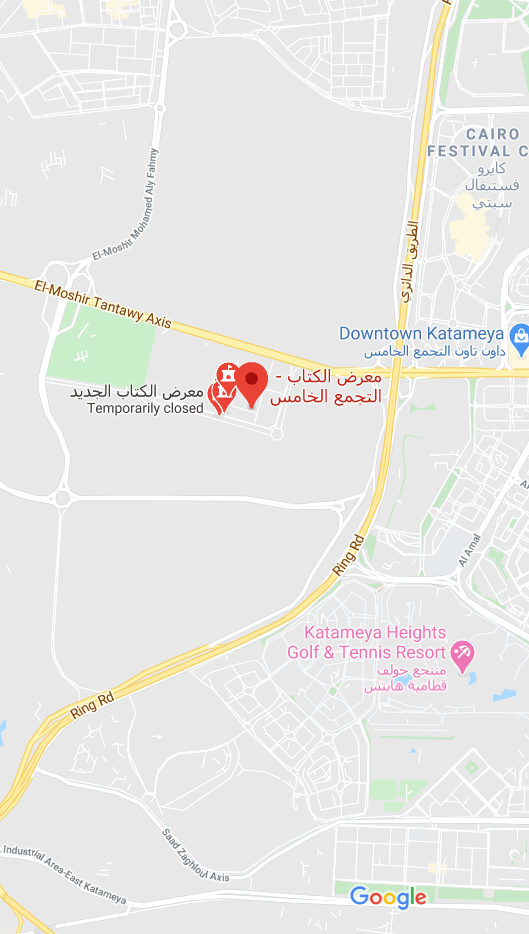 CAIRO
FESTIVAL C
كايرو
فستيفال
سيتي
El-Moshir Mohamed Aly Fahmy
الطريق الدائري
El-Moshir Tantawy Axis
Downtown Katameya
داون تاون التجمع الخامس
معرض الكتاب -
التجمع الخامس
معرض الكتاب الجديد
Temporarily closed
Al Amal
Ring Rd
Katameya Heights
Golf & Tennis Resort
منتجع جولف
قطامية هايتس
Ring Rd
Saad Zaghloul Axis
Industrial Area-East Katameya
Google